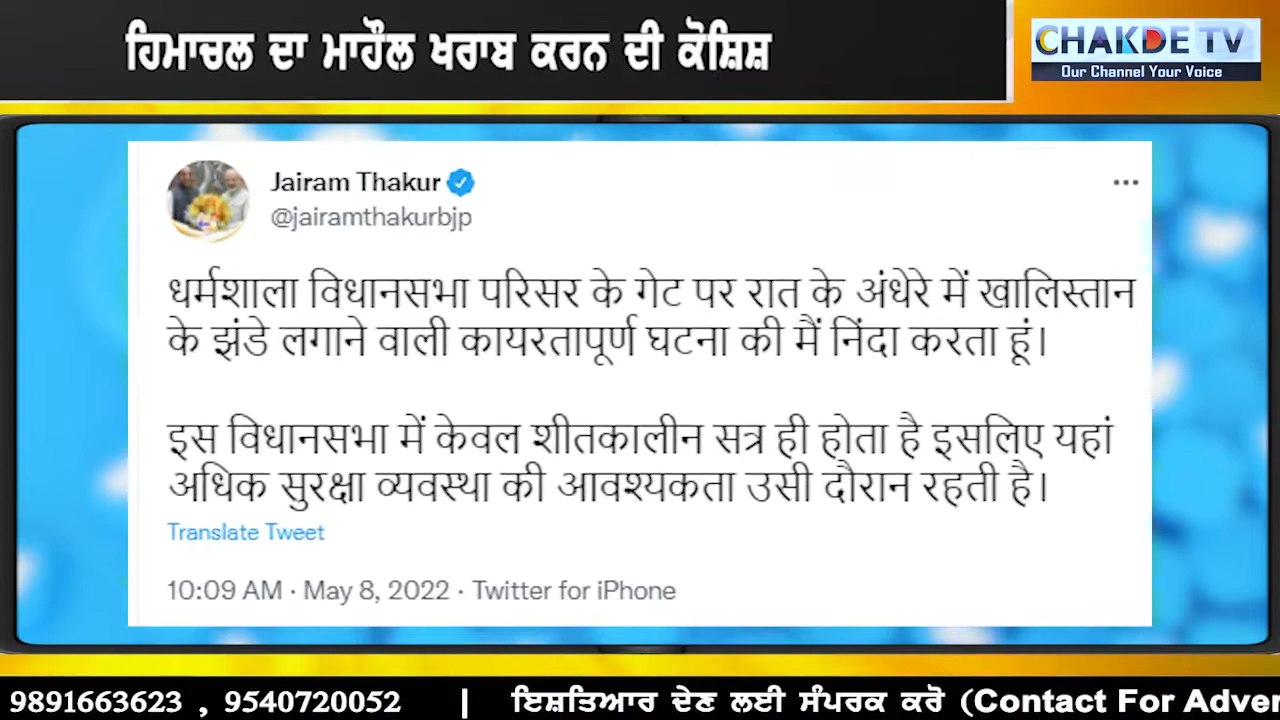 ਹਿਮਾਚਲ ਦਾ ਮਾਹੌਲ ਖਰਾਬ ਕਰਨ ਦੀ ਕੋਸ਼ਿਸ਼
CHAKDE TV
Our Channel Your Voice
Jairam Thakur
@jairamthakurbjp
धर्मशाला विधानसभा परिसर के गेट पर रात के अंधेरे में खालिस्तान
के झंडे लगाने वाली कायरतापूर्ण घटना की मैं निंदा करता हूं।
इस विधानसभा में केवल शीतकालीन सत्र ही होता है इसलिए यहां
अधिक सुरक्षा व्यवस्था की आवश्यकता उसी दौरान रहती है।
Translate Tweet
10:09 AM · May 8, 2022 · Twitter for iPhone
9891663623 , 9540720052 | ਇਸ਼ਤਿਆਰ ਦੇਣ ਲਈ ਸੰਪਰਕ ਕਰੋ (Contact For Adver